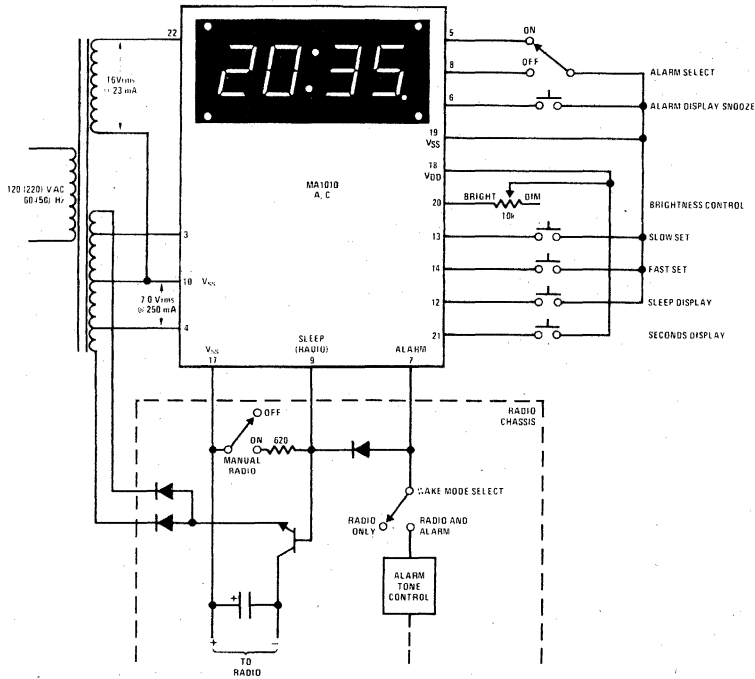 22
16 Vrms
@ 23 mA
120 (220) VAC
60 (50) Hz
3
10 VSS
7.0 Vrms
@ 250 mA
4
20:35.
MA1010
A, C
5
ON
8
OFF
ALARM SELECT
6
ALARM DISPLAY SNOOZE
19
VSS
18
VDD
20
BRIGHT
DIM
10k
BRIGHTNESS CONTROL
13
SLOW SET
14
FAST SET
12
SLEEP DISPLAY
21
SECONDS DISPLAY
VSS
17
SLEEP
(RADIO)
9
ALARM
7
RADIO
CHASSIS
OFF
ON
620
MANUAL
RADIO
WAKE MODE SELECT
RADIO
ONLY
RADIO AND
ALARM
ALARM
TONE
CONTROL
+
+
−
TO
RADIO